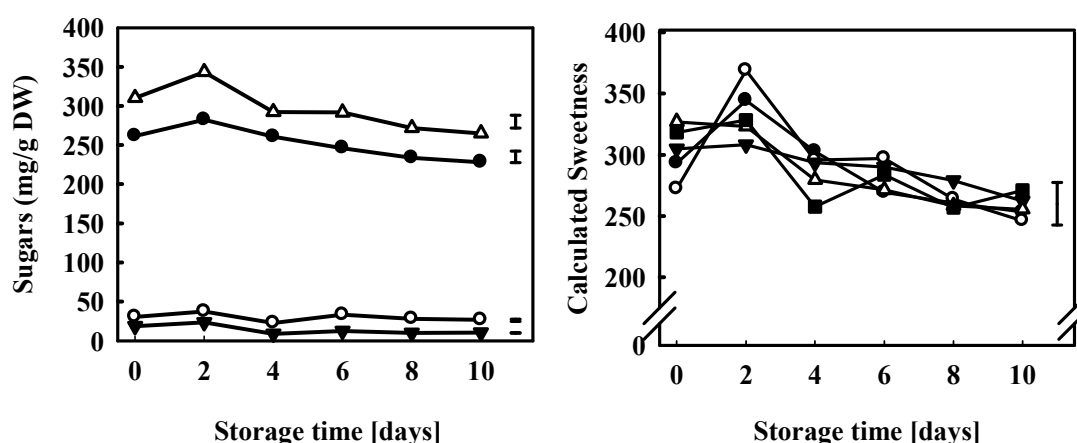 Sugars (mg/g DW)
400
350
300
250
200
150
100
50
0
0 2 4 6 8 10
Storage time [days]
Calculated Sweetness
400
350
300
250
200
0
0 2 4 6 8 10
Storage time [days]